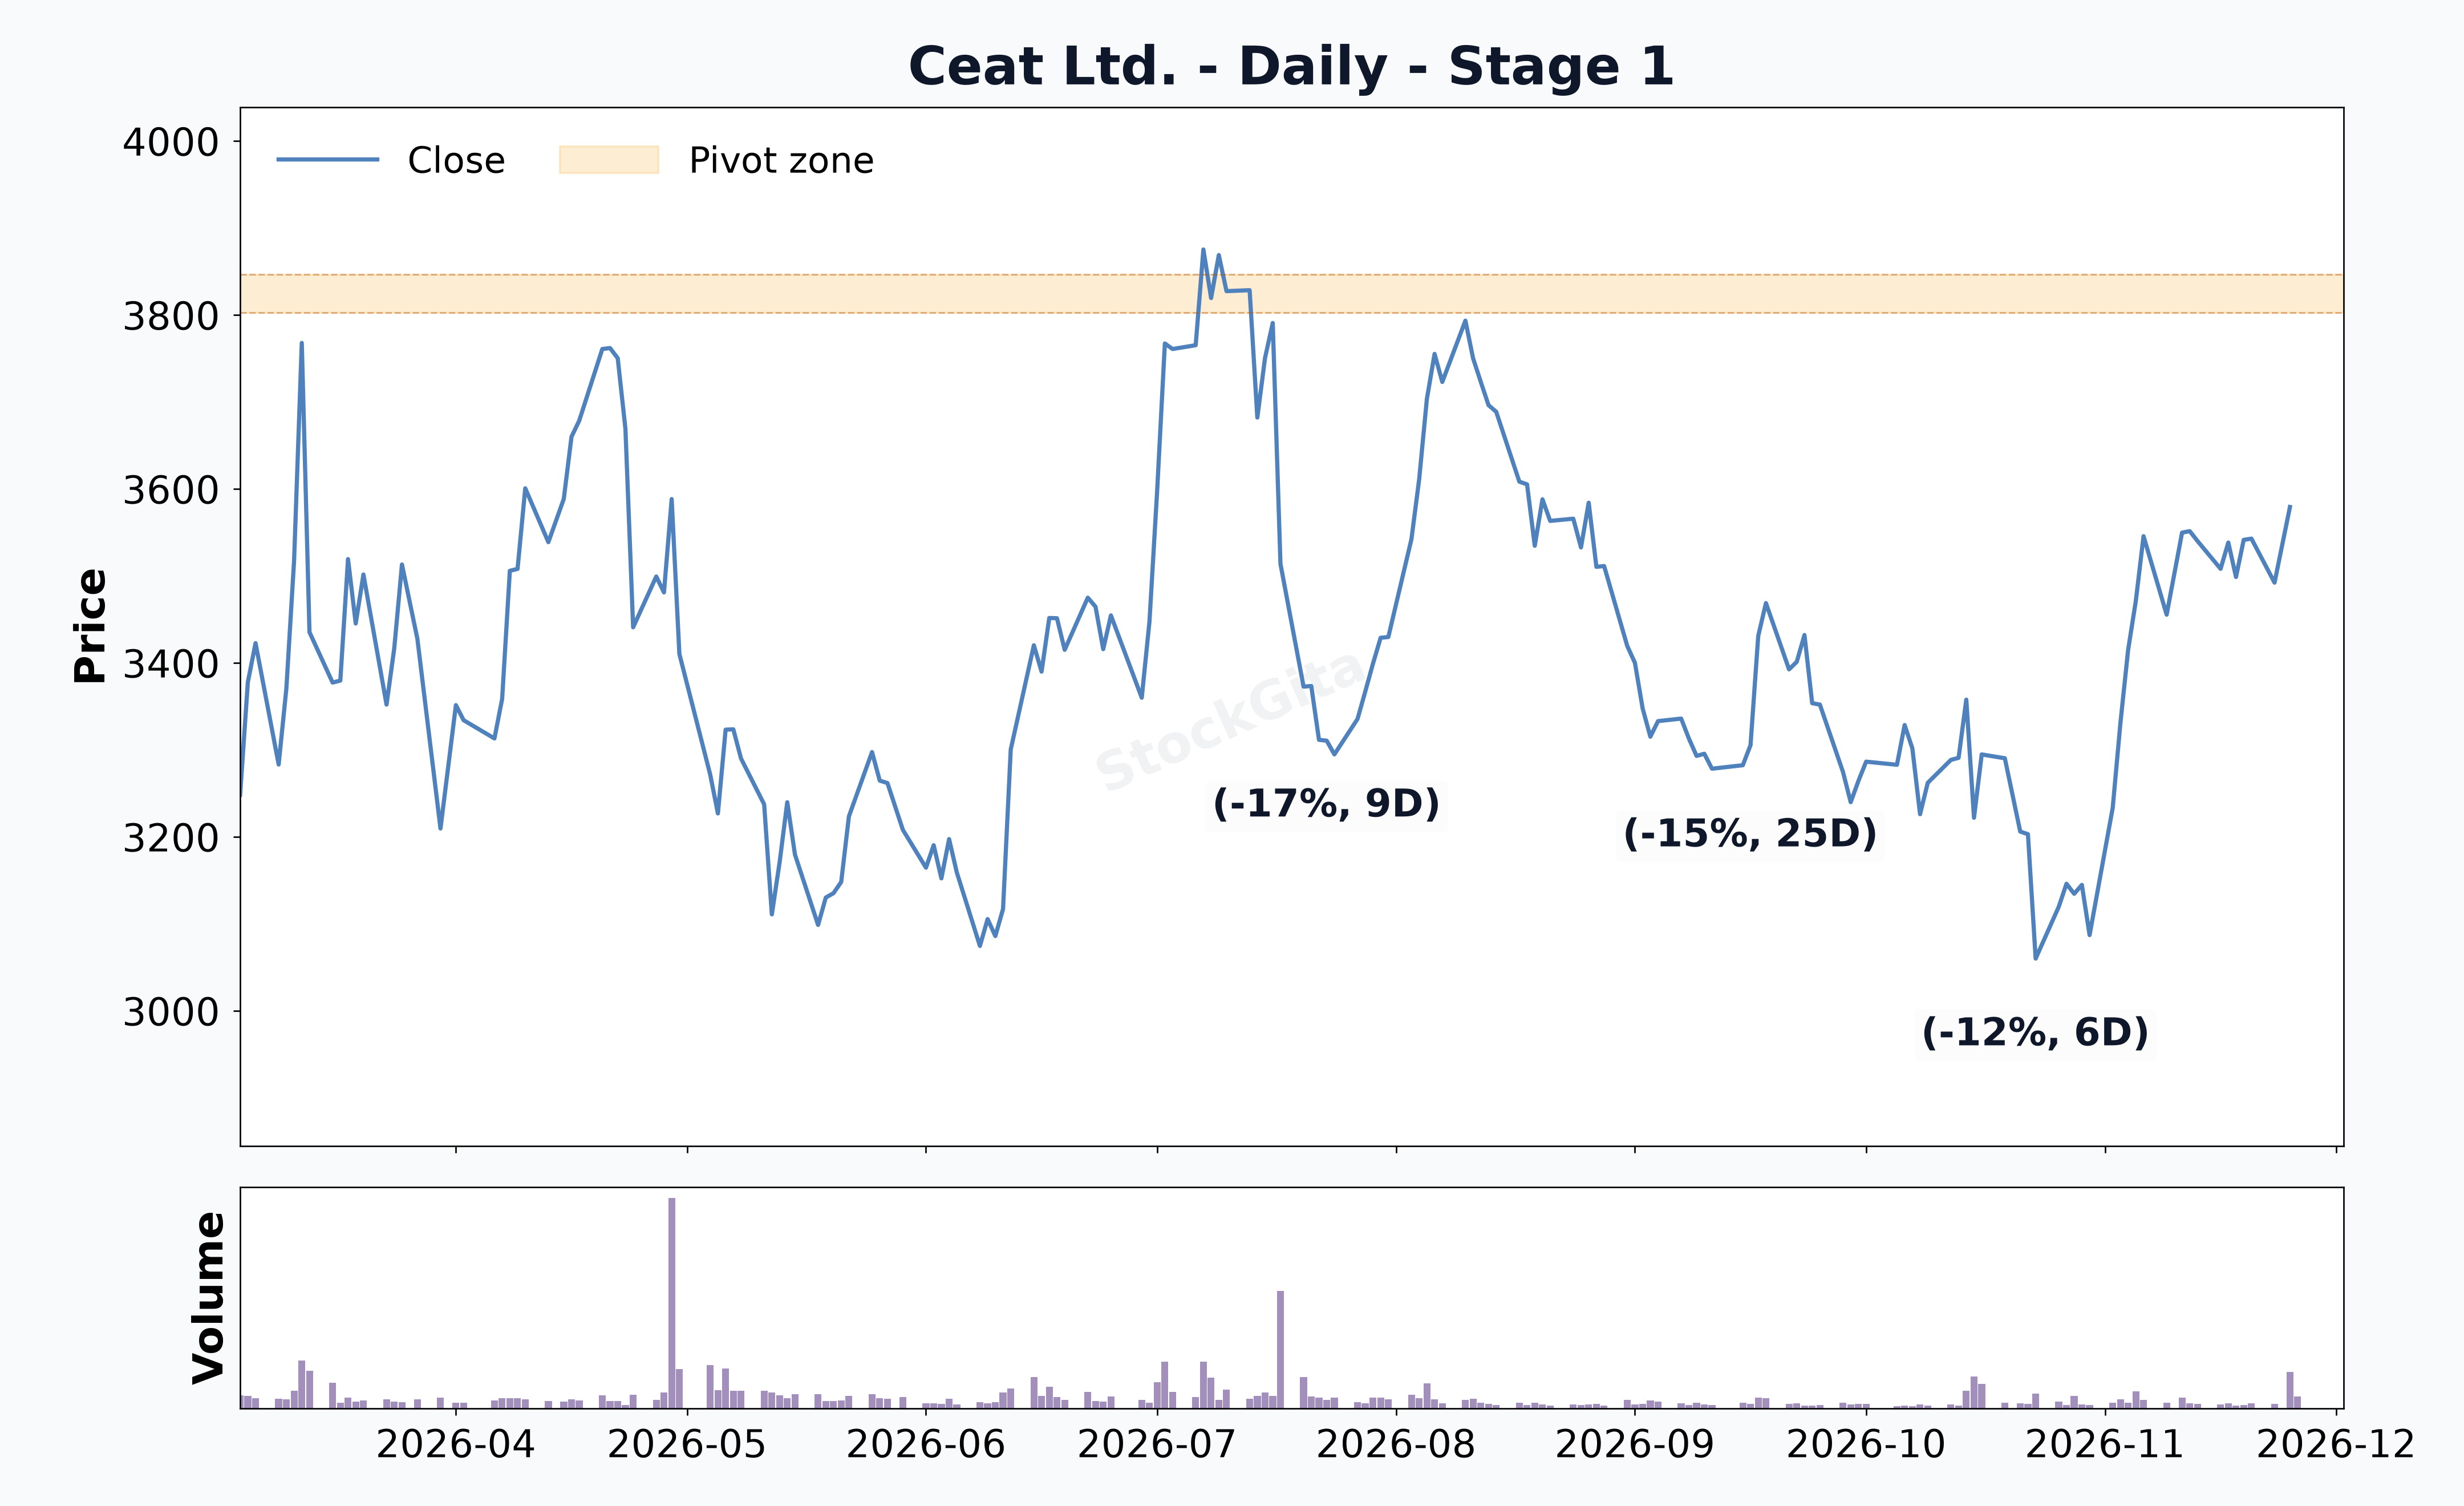 Ceat Ltd. - Daily - Stage 1
Close
Pivot zone
Price
4000
3800
3600
3400
3200
3000
StockGita
(-17%, 9D)
(-15%, 25D)
(-12%, 6D)
Volume
2026-04
2026-05
2026-06
2026-07
2026-08
2026-09
2026-10
2026-11
2026-12